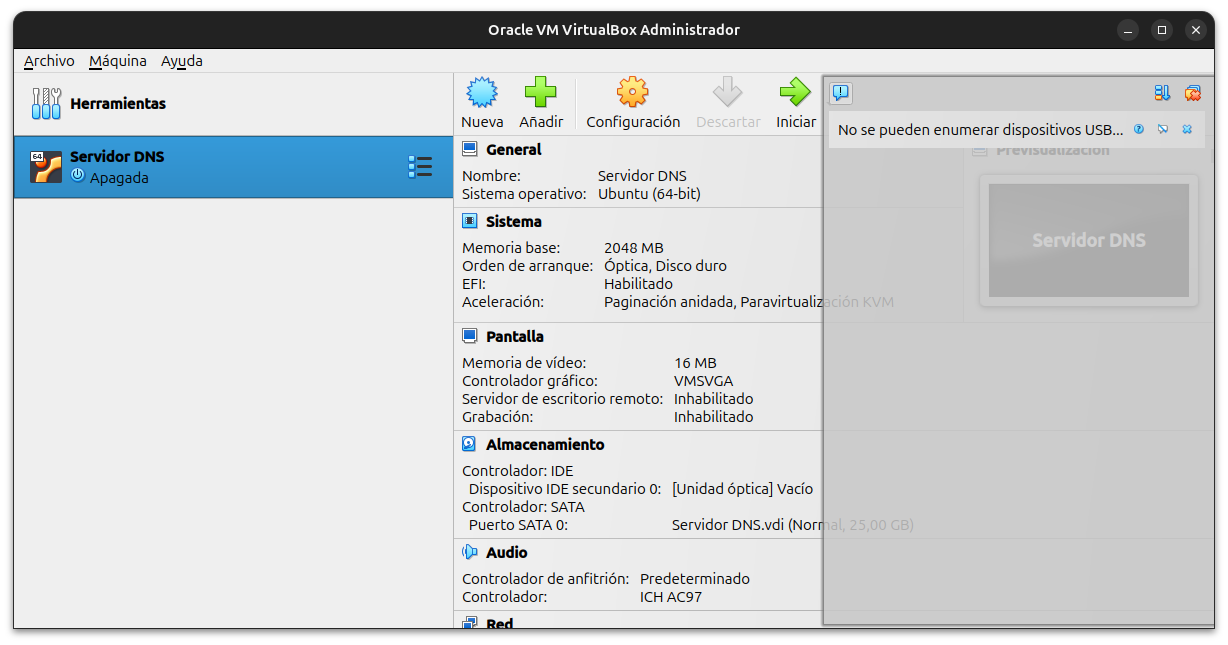 Oracle VM VirtualBox Administrador
Archivo Máquina Ayuda
Herramientas
64
Servidor DNS
Apagada
Nueva Añadir Configuración Descartar Iniciar
No se pueden enumerar dispositivos USB...
General
Nombre: Servidor DNS
Sistema operativo: Ubuntu (64-bit)
Previsualización
Servidor DNS
Sistema
Memoria base: 2048 MB
Orden de arranque: Óptica, Disco duro
EFI: Habilitado
Aceleración: Paginación anidada, Paravirtualización KVM
Pantalla
Memoria de vídeo: 16 MB
Controlador gráfico: VMSVGA
Servidor de escritorio remoto: Inhabilitado
Grabación: Inhabilitado
Almacenamiento
Controlador: IDE
Dispositivo IDE secundario 0: [Unidad óptica] Vacío
Controlador: SATA
Puerto SATA 0: Servidor DNS.vdi (Normal, 25,00 GB)
Audio
Controlador de anfitrión: Predeterminado
Controlador: ICH AC97
Red